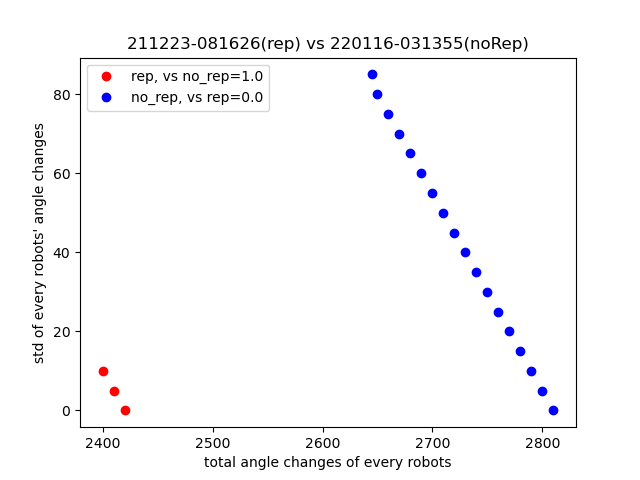 211223-081626(rep) vs 220116-031355(noRep)
rep, vs no_rep=1.0
no_rep, vs rep=0.0
std of every robots' angle changes
80
60
40
20
0
2400 2500 2600 2700 2800
total angle changes of every robots